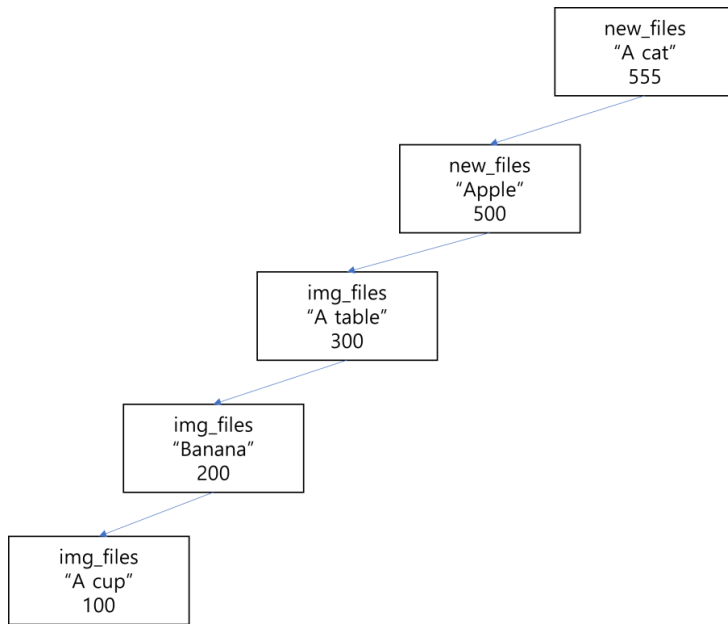 new_files
“A cat”
555
new_files
“Apple”
500
img_files
“A table”
300
img_files
“Banana”
200
img_files
“A cup”
100